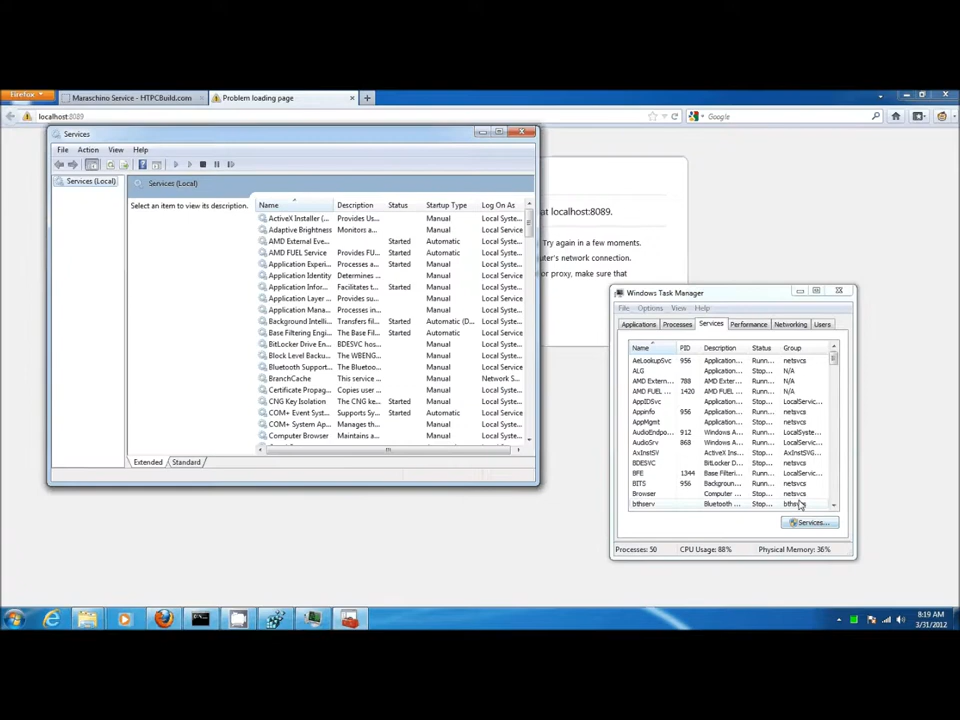 Firefox
Maraschino Service - HTPCBuild.com
Problem loading page
localhost:8089
Google
Services
File Action View Help
Services (Local)
Services (Local)
Select an item to view its description.
Name Description Status Startup Type Log On As
ActiveX Installer (... Provides Us... Manual Local Syste...
Adaptive Brightness Monitors a... Manual Local Service
AMD External Eve... Started Automatic Local Syste...
AMD FUEL Service Provides FU... Started Automatic Local Syste...
Application Experi... Processes a... Started Manual Local Syste...
Application Identity Determines ... Manual Local Service
Application Infor... Facilitates t... Started Manual Local Syste...
Application Layer ... Provides su... Manual Local Service
Application Mana... Processes in... Manual Local Syste...
Background Intelli... Transfers fil... Started Automatic (D... Local Syste...
Base Filtering Engi... The Base Fil... Started Automatic Local Service
BitLocker Drive En... BDESVC hos... Manual Local Syste...
Block Level Backu... The WBENG... Manual Local Syste...
Bluetooth Support... The Bluetoo... Manual Local Service
BranchCache This service ... Manual Network S...
Certificate Propag... Copies user ... Manual Local Syste...
CNG Key Isolation The CNG ke... Started Manual Local Syste...
COM+ Event Syst... Supports Sy... Started Automatic Local Service
COM+ System Ap... The COM+ ... Manual Local Syste...
Computer Browser Maintains a... Manual Local Syste...
Extended Standard
at localhost:8089.
Try again in a few moments.
ter's network connection.
or proxy, make sure that
Windows Task Manager
File Options View Help
Applications Processes Services Performance Networking Users
Name PID Description Status Group
AeLookupSvc 956 Application... Runn... netsvcs
ALG Application... Stop... N/A
AMD Extern... 788 AMD Exter... Runn... N/A
AMD FUEL ... 1420 AMD FUEL ... Runn... N/A
AppIDSvc Application... Stop... LocalServic...
Appinfo 956 Application... Runn... netsvcs
AppMgmt Application... Stop... netsvcs
AudioEndpo... 912 Windows A... Runn... LocalSyste...
AudioSrv 868 Windows A... Runn... LocalServic...
AxInstSV ActiveX Ins... Stop... AxInstSVG...
BDESVC BitLocker D... Stop... netsvcs
BFE 1344 Base Filteri... Runn... LocalServic...
BITS 956 Backgroun... Runn... netsvcs
Browser Computer ... Stop... netsvcs
bthserv Bluetooth ... Stop... bthsvcs
Services...
Processes: 50 CPU Usage: 88% Physical Memory: 36%
8:19 AM
3/31/2012